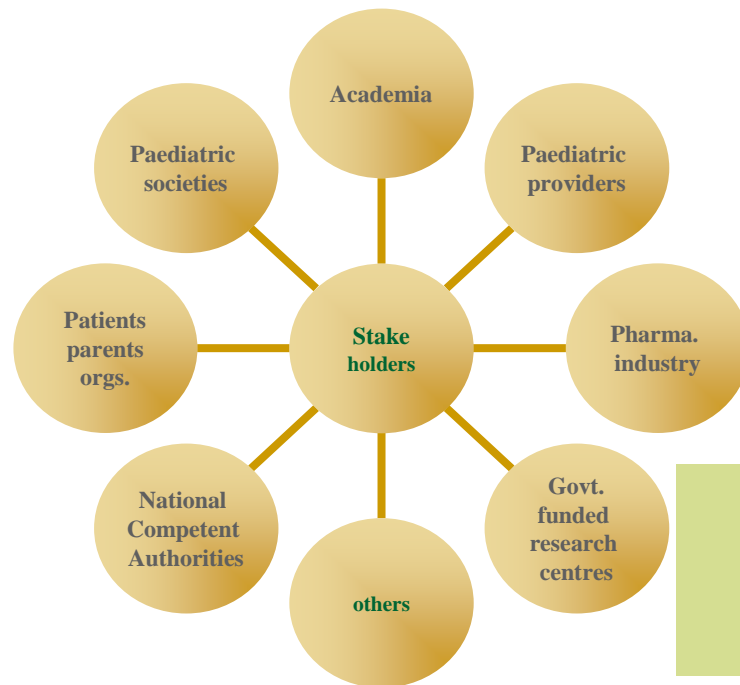 Academia
Paediatric
societies
Paediatric
providers
Patients
parents
orgs.
Stake
holders
Pharma.
industry
National
Competent
Authorities
Govt.
funded
research
centres
others